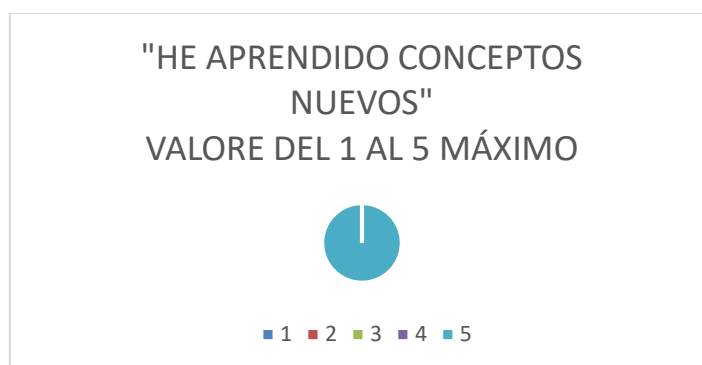 "HE APRENDIDO CONCEPTOS
NUEVOS"
VALORE DEL 1 AL 5 MÁXIMO
1 2 3 4 5